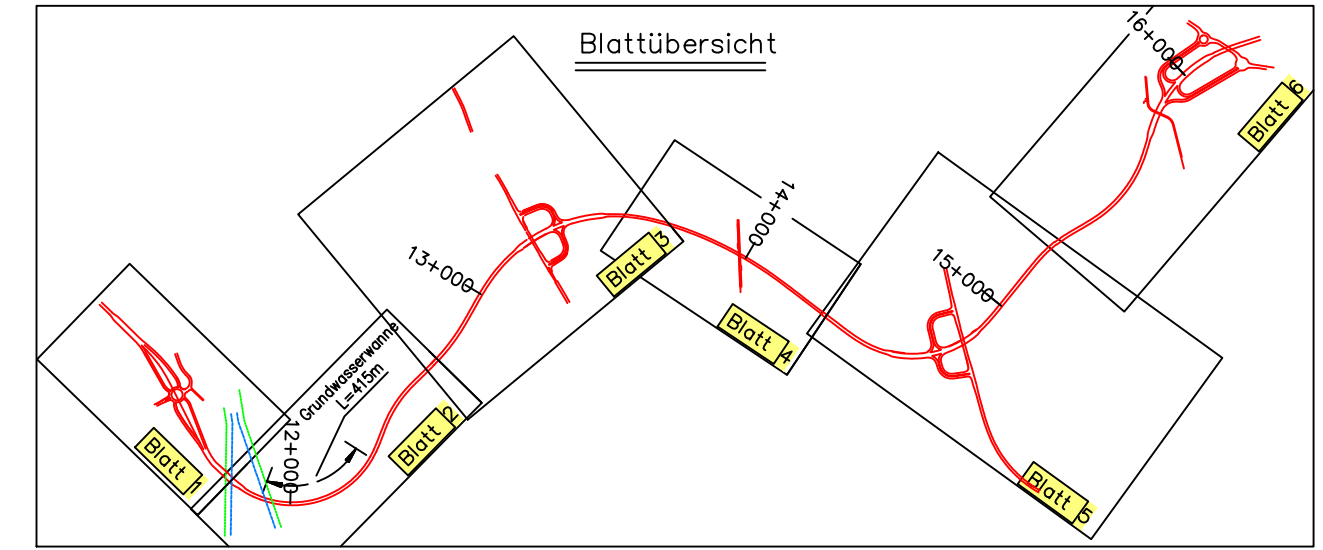 Blattübersicht
16+000
Blatt 6
14+000
13+000
Blatt 3
15+000
Blatt 4
Grundwasserwanne
L=415m
Blatt 2
12+000
Blatt 1
Blatt 5